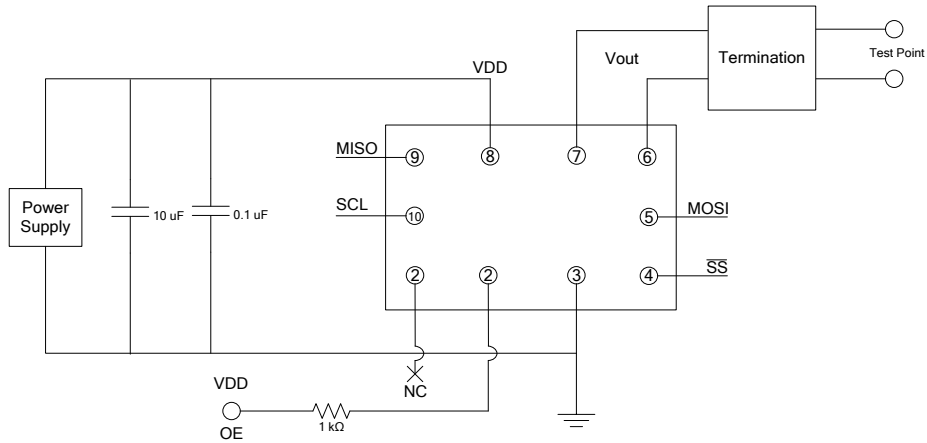 Vout
Termination
Test Point
VDD
MISO
9
8
7
6
Power
Supply
10 uF
0.1 uF
SCL
10
5
MOSI
2
2
3
4
SS
NC
VDD
OE
1 kΩ